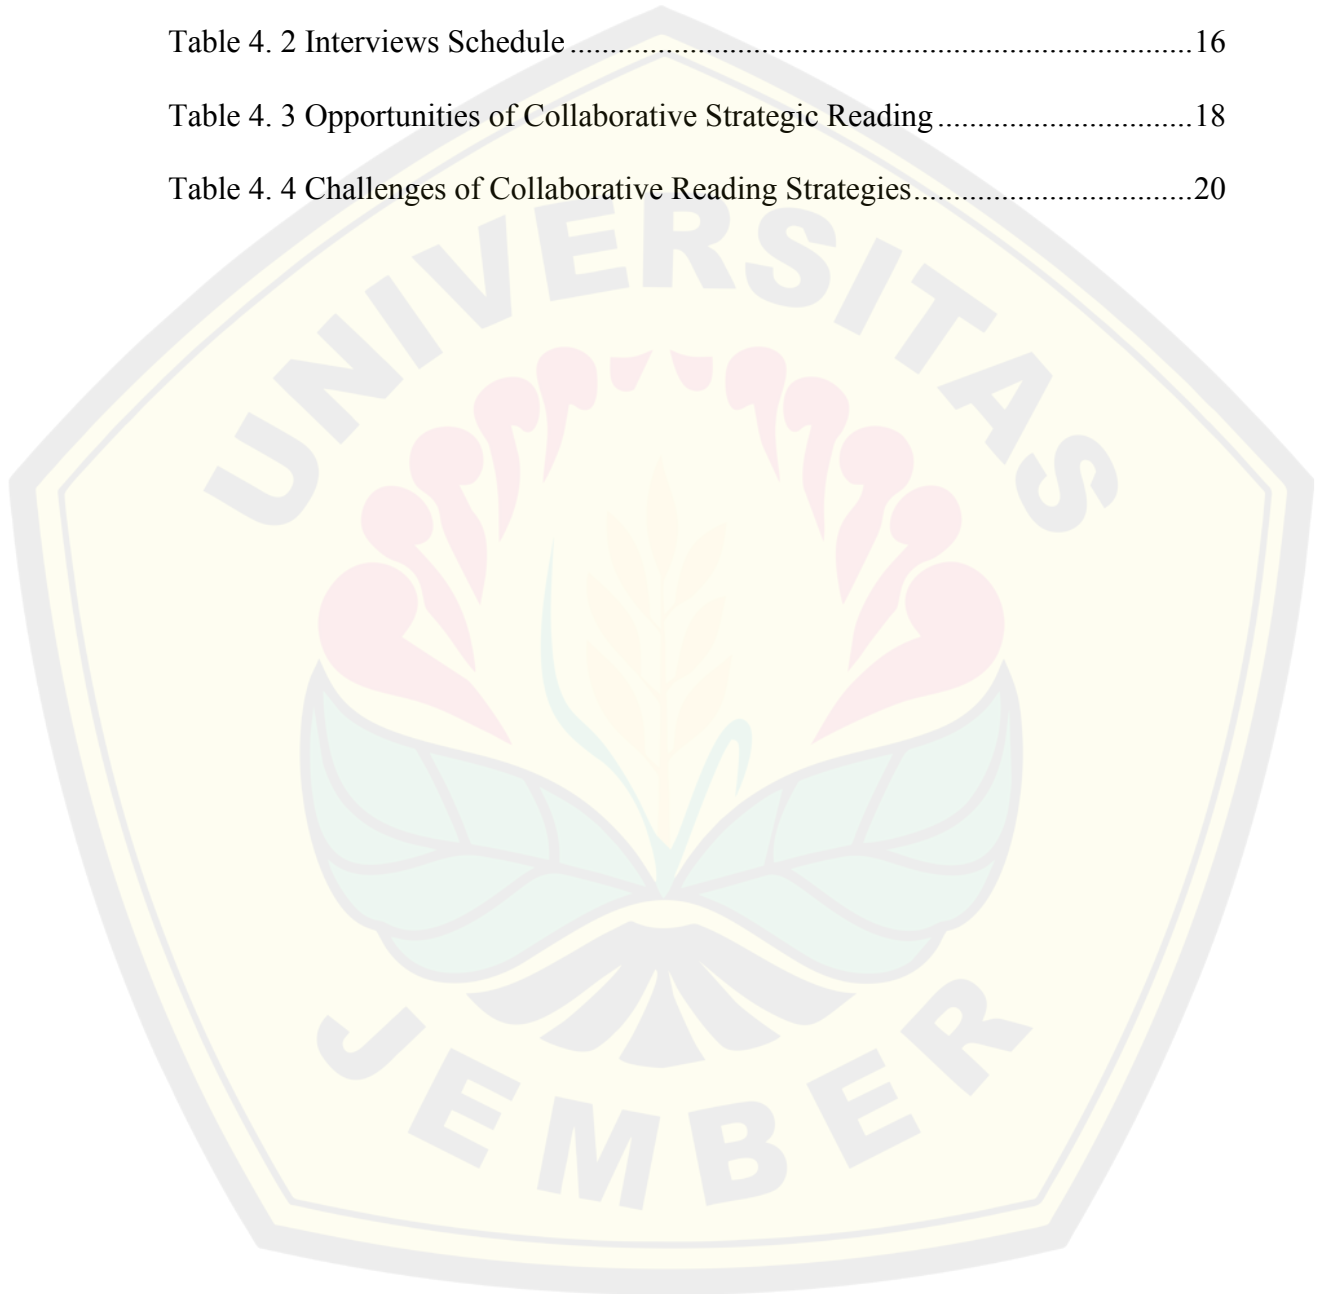 Table 4. 2 Interviews Schedule...............................................................................16
Table 4. 3 Opportunities of Collaborative Strategic Reading................................18
Table 4. 4 Challenges of Collaborative Reading Strategies...................................20
UNIVERSITAS
JEMBER